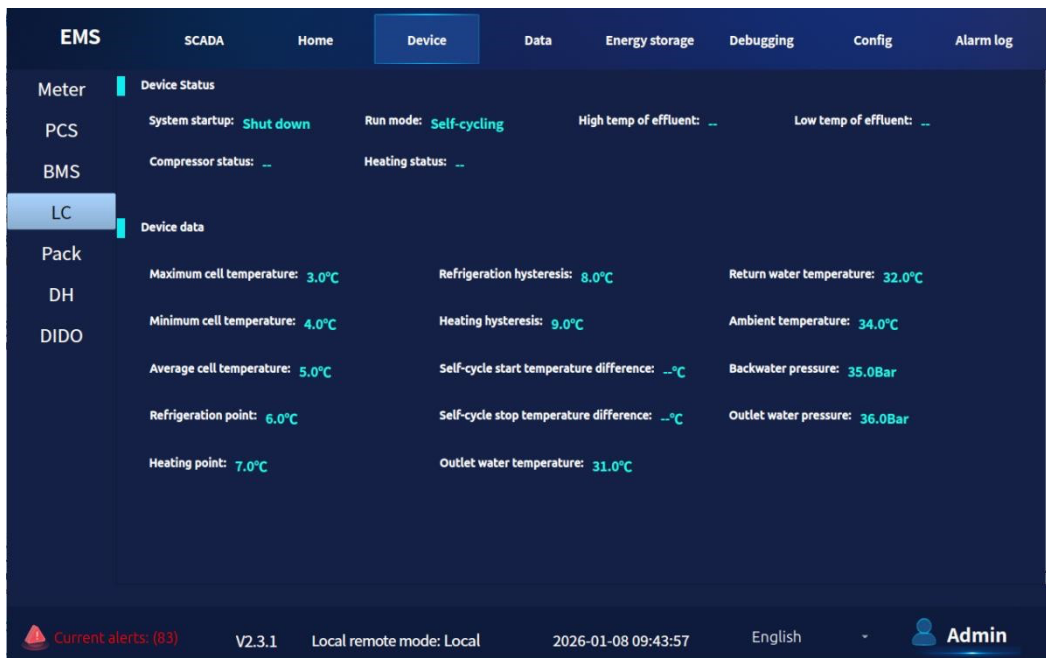 EMS SCADA Home Device Data Energy storage Debugging Config Alarm log
Meter
PCS
BMS
LC
Pack
DH
DIDO
Device Status
System startup: Shut down Run mode: Self-cycling High temp of effluent: -- Low temp of effluent: --
Compressor status: -- Heating status: --
Device data
Maximum cell temperature: 3.0℃ Refrigeration hysteresis: 8.0℃ Return water temperature: 32.0℃
Minimum cell temperature: 4.0℃ Heating hysteresis: 9.0℃ Ambient temperature: 34.0℃
Average cell temperature: 5.0℃ Self-cycle start temperature difference: --℃ Backwater pressure: 35.0Bar
Refrigeration point: 6.0℃ Self-cycle stop temperature difference: --℃ Outlet water pressure: 36.0Bar
Heating point: 7.0℃ Outlet water temperature: 31.0℃
Current alerts: (83) V2.3.1 Local remote mode: Local 2026-01-08 09:43:57 English Admin